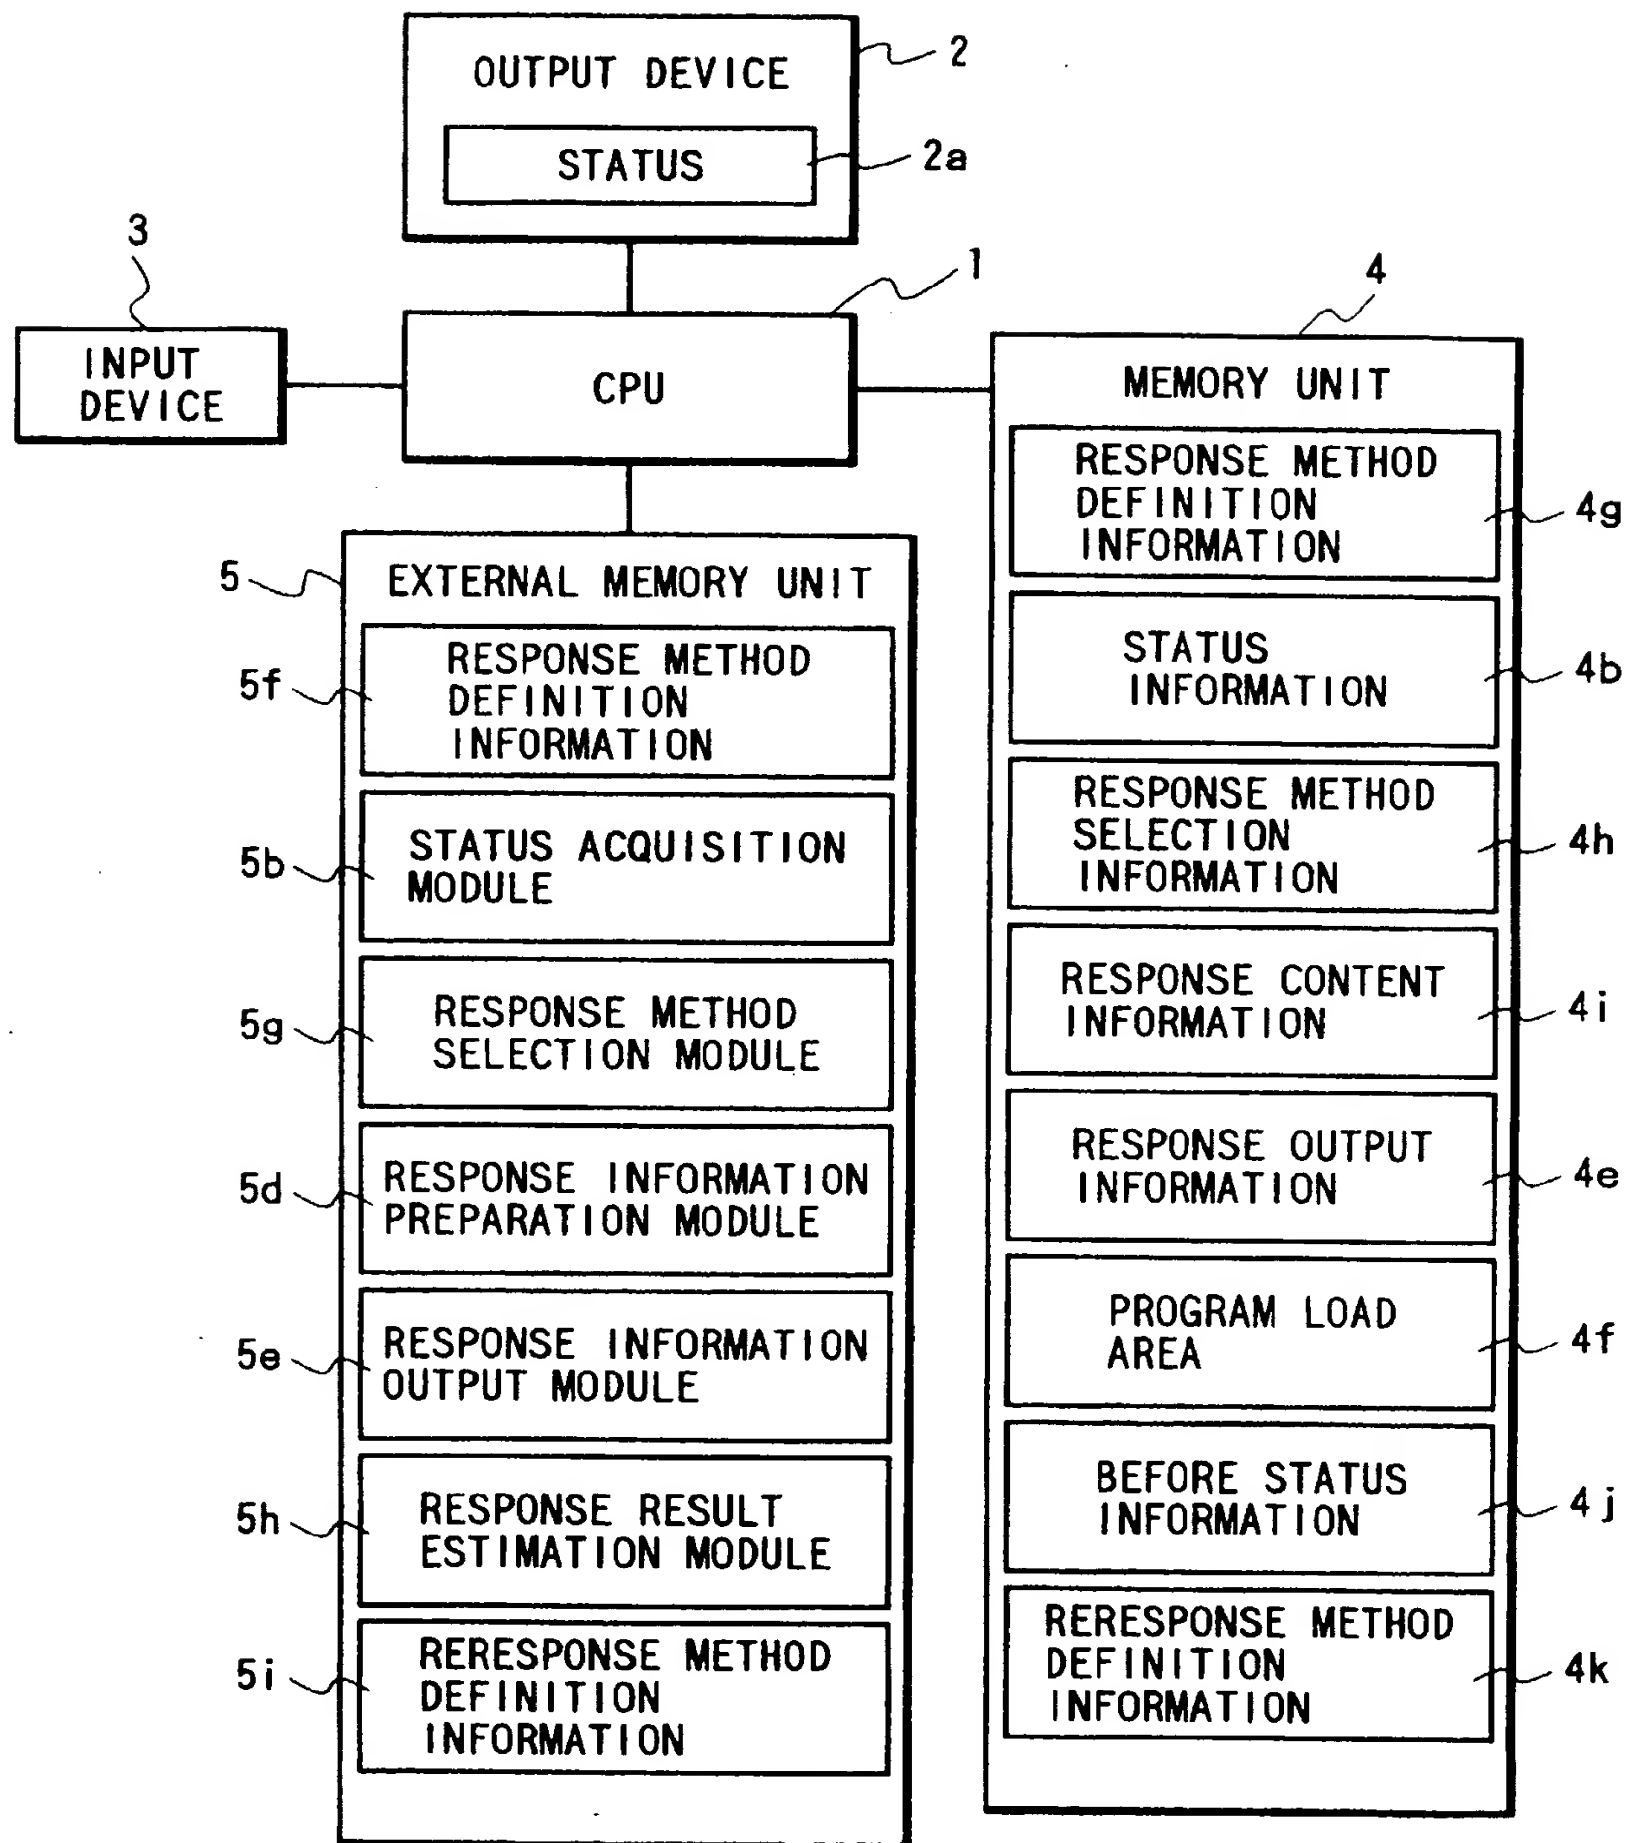 OUTPUT DEVICE
2
STATUS
2a
3
1
4
INPUT
DEVICE
CPU
MEMORY UNIT
RESPONSE METHOD
DEFINITION
INFORMATION
4g
STATUS
INFORMATION
4b
RESPONSE METHOD
SELECTION
INFORMATION
4h
RESPONSE CONTENT
INFORMATION
4i
RESPONSE OUTPUT
INFORMATION
4e
PROGRAM LOAD
AREA
4f
BEFORE STATUS
INFORMATION
4j
RERESPONSE METHOD
DEFINITION
INFORMATION
4k
5
EXTERNAL MEMORY UNIT
5f
RESPONSE METHOD
DEFINITION
INFORMATION
5b
STATUS ACQUISITION
MODULE
5g
RESPONSE METHOD
SELECTION MODULE
5d
RESPONSE INFORMATION
PREPARATION MODULE
5e
RESPONSE INFORMATION
OUTPUT MODULE
5h
RESPONSE RESULT
ESTIMATION MODULE
5i
RERESPONSE METHOD
DEFINITION
INFORMATION